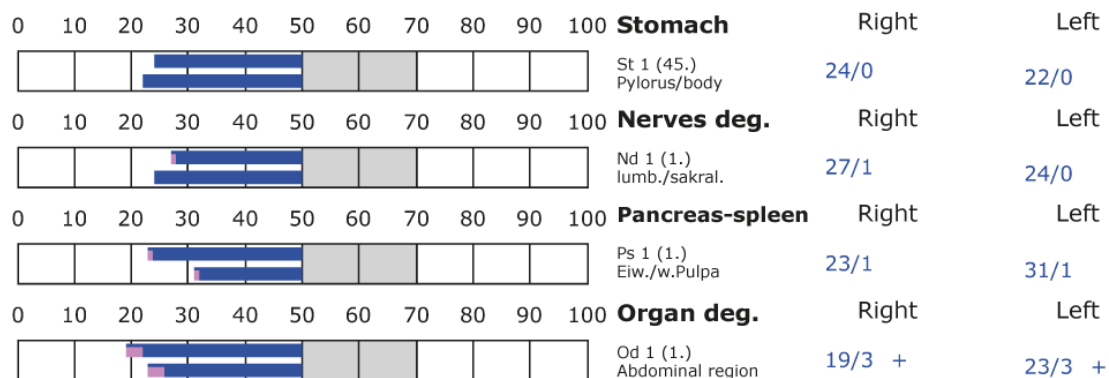 0 10 20 30 40 50 60 70 80 90 100 Stomach Right Left
St 1 (45.) 24/0 22/0
Pylorus/body
0 10 20 30 40 50 60 70 80 90 100 Nerves deg. Right Left
Nd 1 (1.) 27/1 24/0
lumb./sakral.
0 10 20 30 40 50 60 70 80 90 100 Pancreas-spleen Right Left
Ps 1 (1.) 23/1 31/1
Eiw./w.Pulpa
0 10 20 30 40 50 60 70 80 90 100 Organ deg. Right Left
Od 1 (1.) 19/3 + 23/3 +
Abdominal region